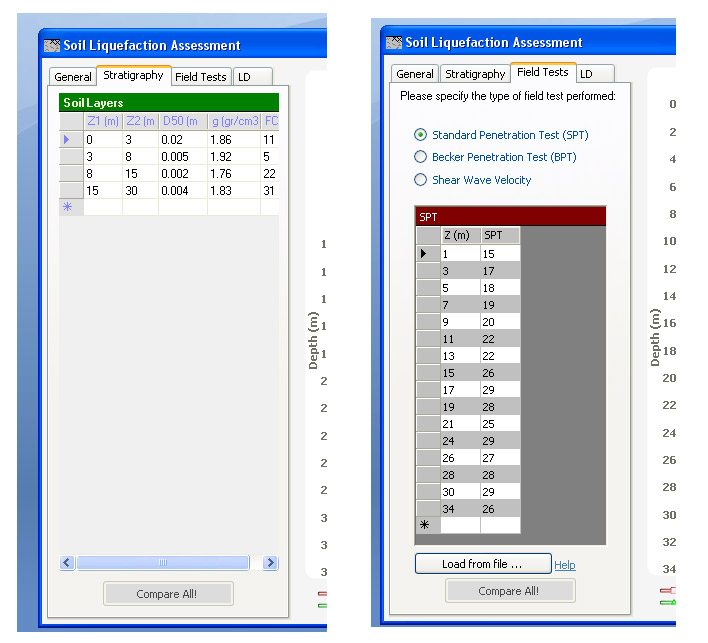 Soil Liquefaction Assessment
General Stratigraphy Field Tests LD
Soil Layers
Z1 (m) Z2 (m D50 (m g (gr/cm3 FC
0 3 0.02 1.86 11
3 8 0.005 1.92 5
8 15 0.002 1.76 22
15 30 0.004 1.83 31
*
1
1
1
1
1
2
2
2
2
2
3
3
3
Depth (m)
Compare All!
Soil Liquefaction Assessment
General Stratigraphy Field Tests LD
Please specify the type of field test performed:
Standard Penetration Test (SPT)
Becker Penetration Test (BPT)
Shear Wave Velocity
SPT
Z (m) SPT
1 15
3 17
5 18
7 19
9 20
11 22
13 22
15 26
17 29
19 28
21 25
24 29
26 27
28 28
30 29
34 26
*
Load from file ... Help
Compare All!
0
2
4
6
8
10
12
14
16
18
20
22
24
26
28
30
32
34
Depth (m)